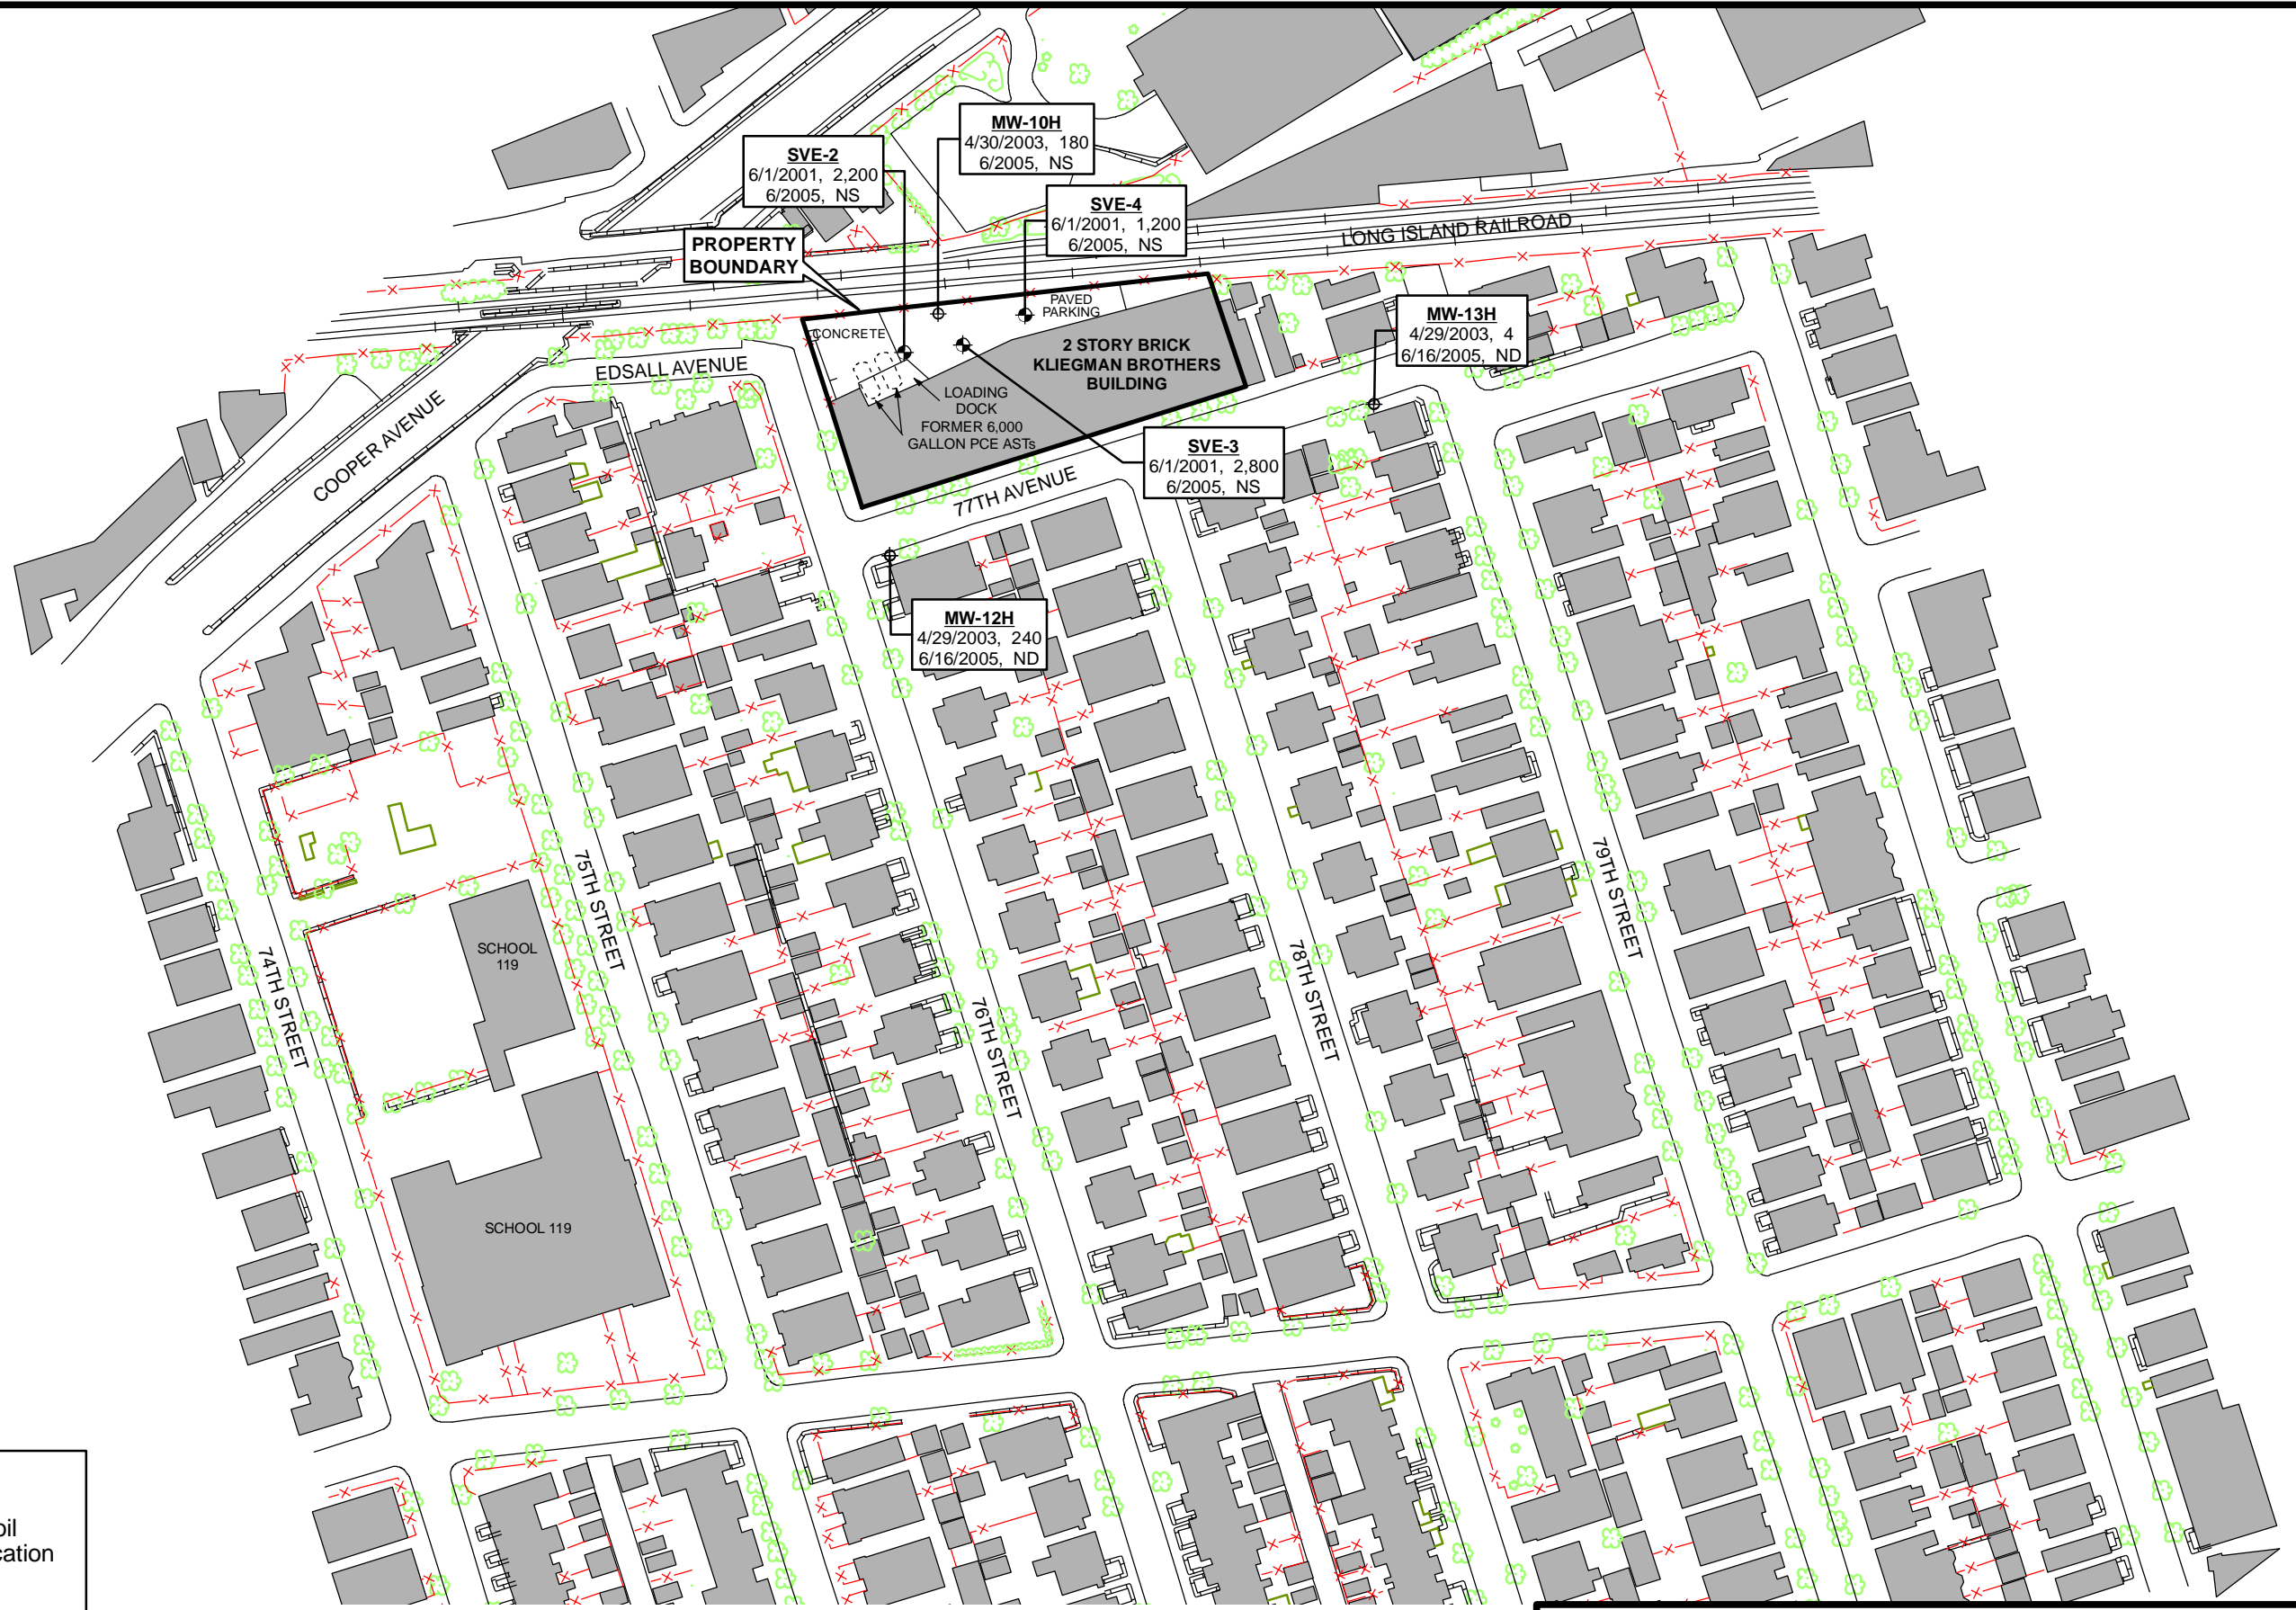 MW-10H
4/30/2003, 180
6/2005, NS
SVE-2
6/1/2001, 2,200
6/2005, NS
SVE-4
6/1/2001, 1,200
6/2005, NS
PROPERTY
BOUNDARY
LONG ISLAND RAILROAD
PAVED
PARKING
CONCRETE
MW-13H
4/29/2003, 4
6/16/2005, ND
2 STORY BRICK
KLIEGMAN BROTHERS
BUILDING
EDSALL AVENUE
LOADING
DOCK
FORMER 6,000
GALLON PCE ASTs
COOPER AVENUE
SVE-3
6/1/2001, 2,800
6/2005, NS
77TH AVENUE
MW-12H
4/29/2003, 240
6/16/2005, ND
75TH STREET
79TH STREET
SCHOOL
119
74TH STREET
78TH STREET
76TH STREET
SCHOOL 119